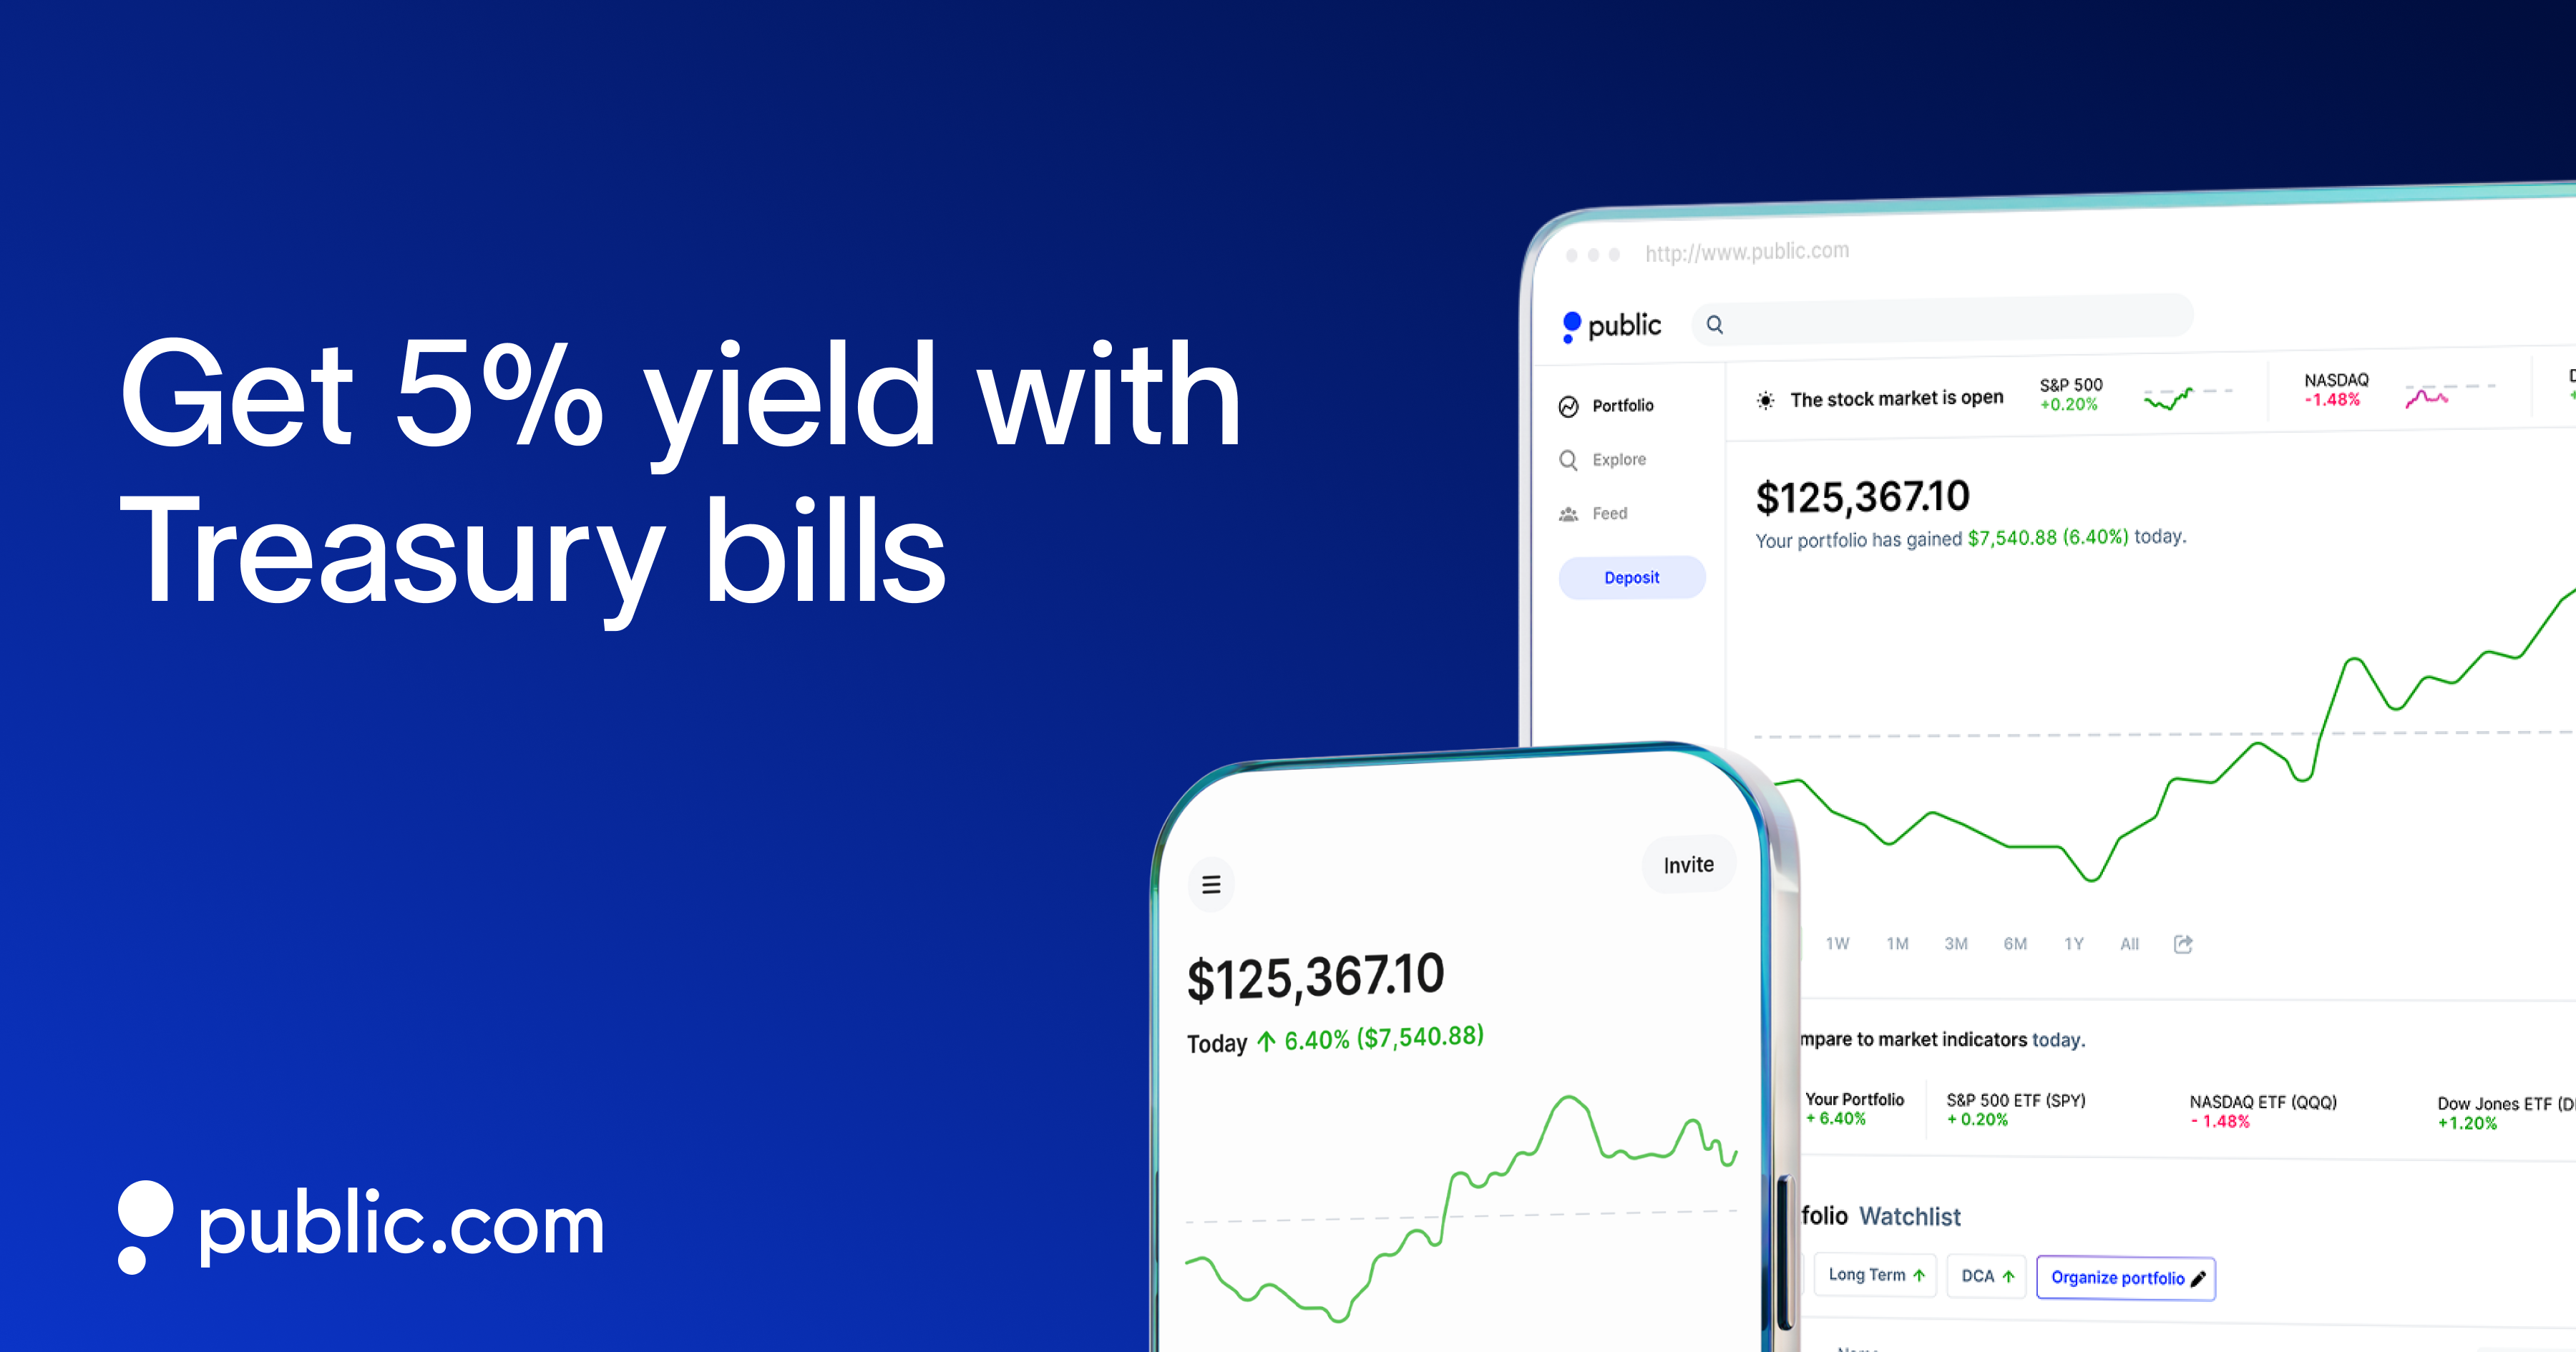 Get 5% yield with
Treasury bills
public.com
http://www.public.com
public
Portfolio
Explore
Feed
Deposit
The stock market is open
S&P 500
+0.20%
NASDAQ
-1.48%
$125,367.10
Your portfolio has gained $7,540.88 (6.40%) today.
1W 1M 3M 6M 1Y All
mpare to market indicators today.
Your Portfolio
+ 6.40%
S&P 500 ETF (SPY)
+ 0.20%
NASDAQ ETF (QQQ)
- 1.48%
Dow Jones ETF (D
+1.20%
folio Watchlist
Long Term
DCA
Organize portfolio
Invite
$125,367.10
Today ↑ 6.40% ($7,540.88)